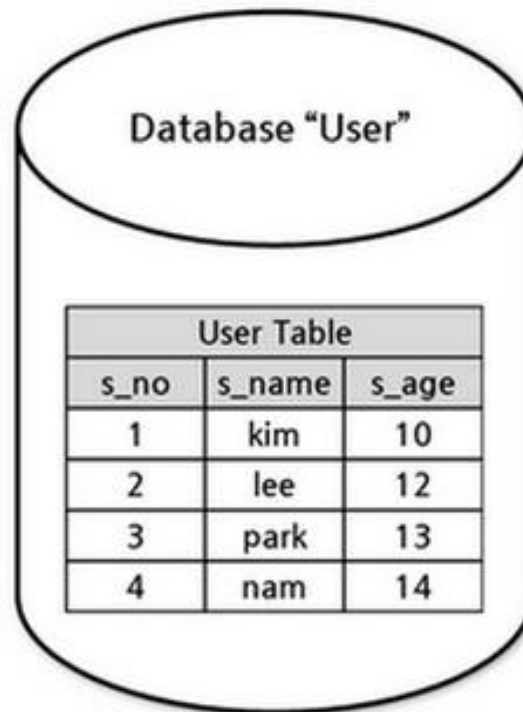 Database “User”
User Table
s_no s_name s_age
1 kim 10
2 lee 12
3 park 13
4 nam 14